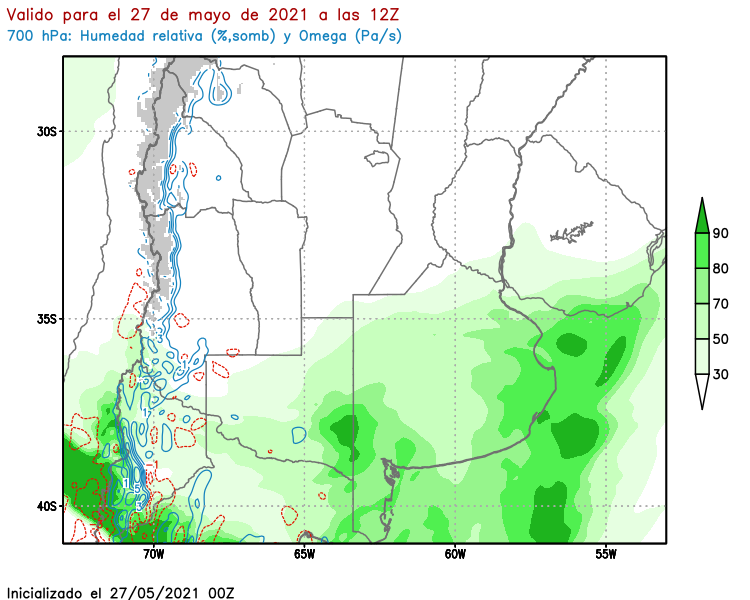 Valido para el 27 de mayo de 2021 a las 12Z
700 hPa: Humedad relativa (%,somb) y Omega (Pa/s)
30S
35S
40S
90
80
70
50
30
70W
65W
60W
55W
Inicializado el 27/05/2021 00Z